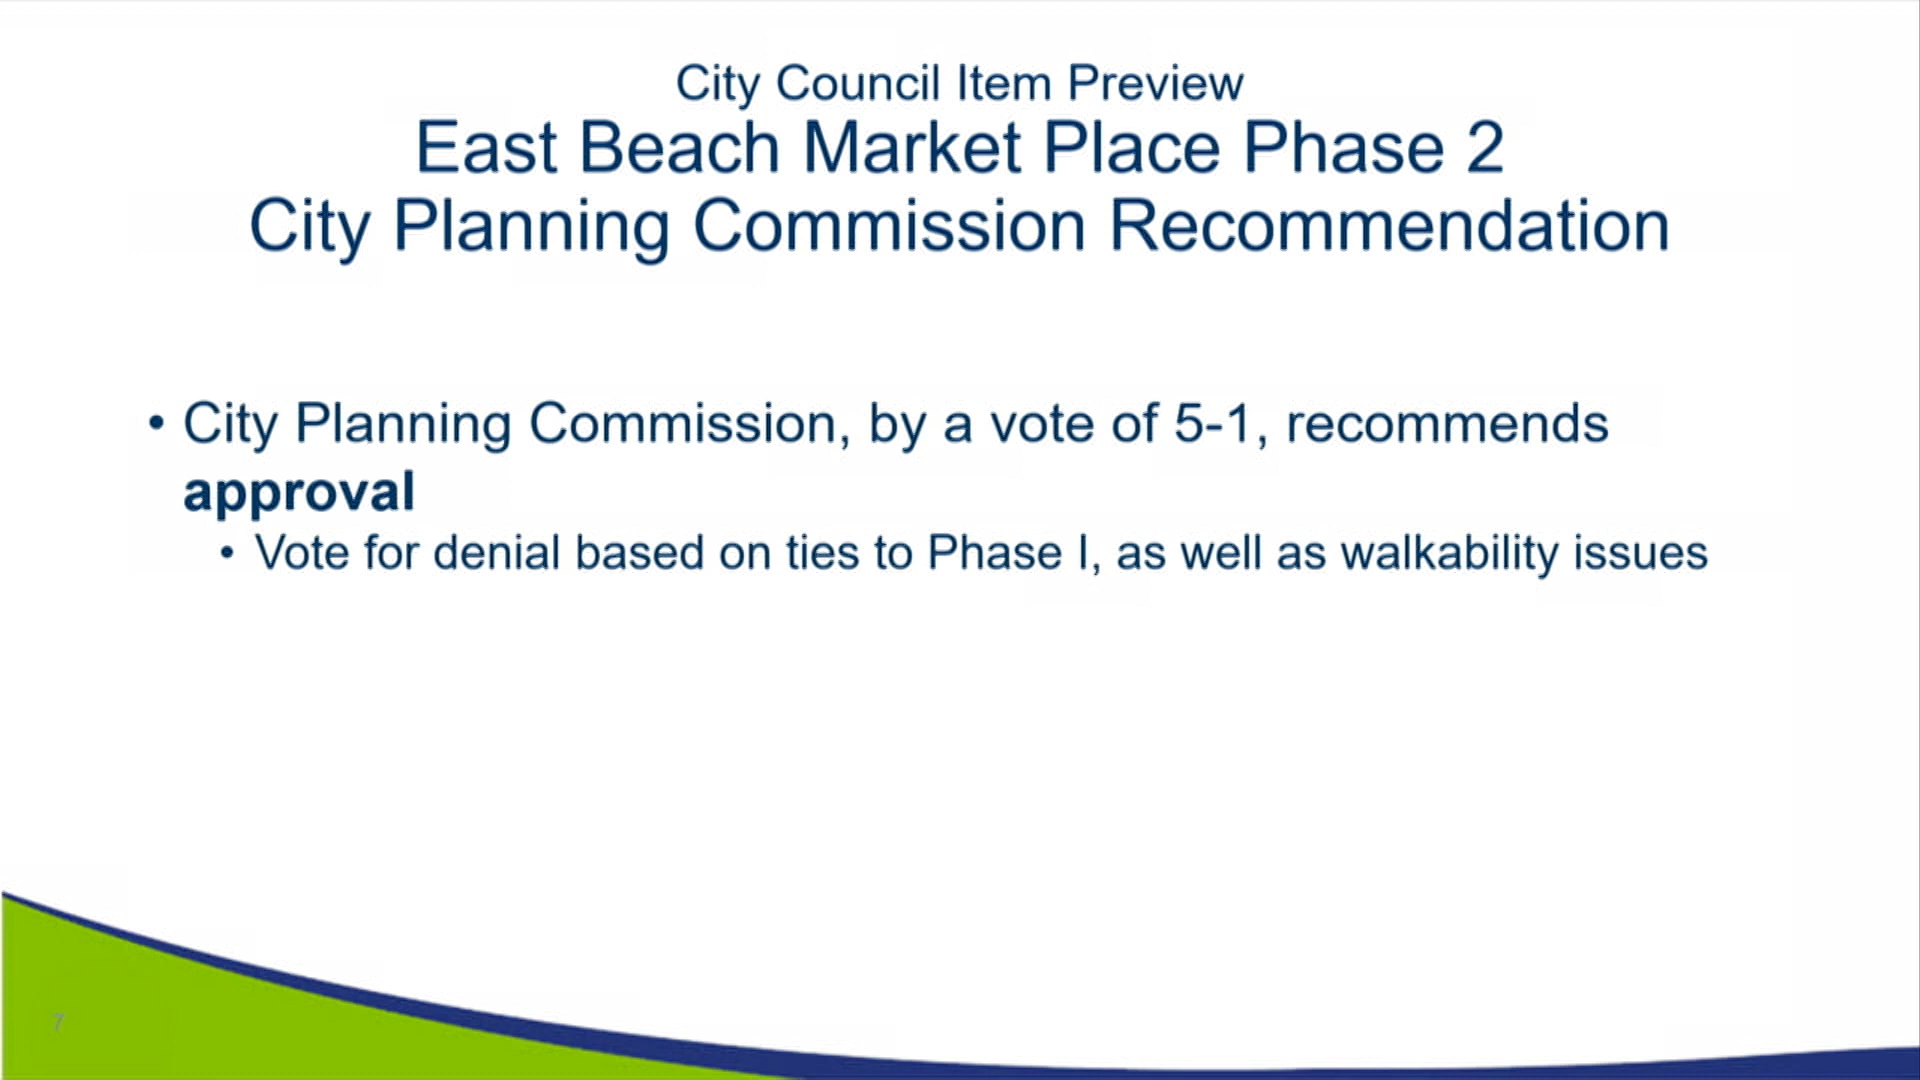 City Council Item Preview
East Beach Market Place Phase 2
City Planning Commission Recommendation
• City Planning Commission, by a vote of 5-1, recommends
approval
• Vote for denial based on ties to Phase I, as well as walkability issues
7